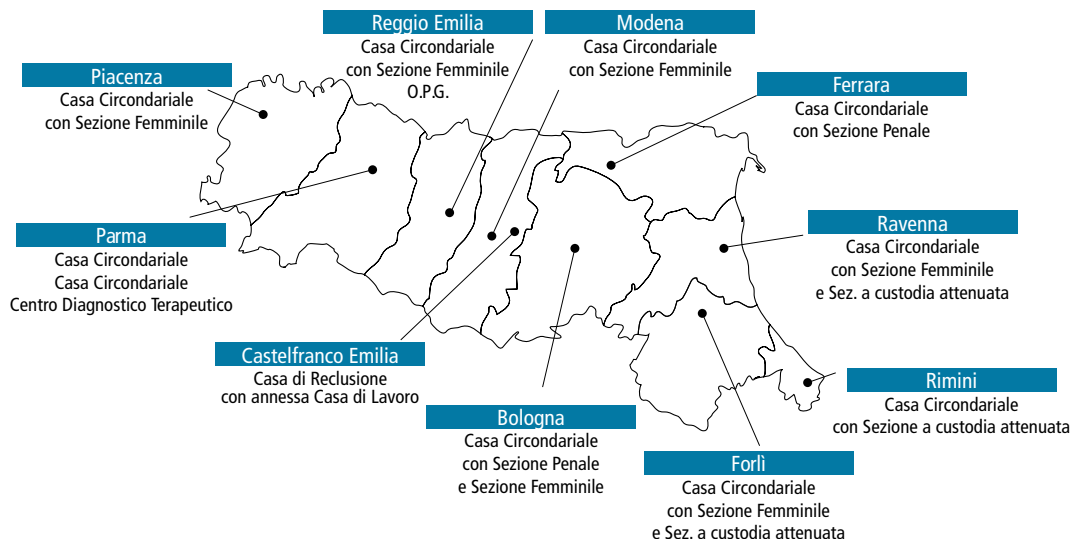 Reggio Emilia
Casa Circondariale
con Sezione Femminile
O.P.G.
Modena
Casa Circondariale
con Sezione Femminile
Piacenza
Casa Circondariale
con Sezione Femminile
Ferrara
Casa Circondariale
con Sezione Penale
Parma
Casa Circondariale
Casa Circondariale
Centro Diagnostico Terapeutico
Ravenna
Casa Circondariale
con Sezione Femminile
e Sez. a custodia attenuata
Castelfranco Emilia
Casa di Reclusione
con annessa Casa di Lavoro
Rimini
Casa Circondariale
con Sezione a custodia attenuata
Bologna
Casa Circondariale
con Sezione Penale
e Sezione Femminile
Forlì
Casa Circondariale
con Sezione Femminile
e Sez. a custodia attenuata